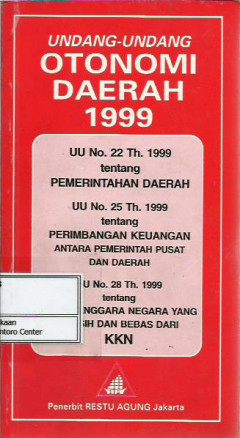 UNDANG-UNDANG
OTONOMI
DAERAH
1999
UU No. 22 Th. 1999
tentang
PEMERINTAHAN DAERAH
UU No. 25 Th. 1999
tentang
PERIMBANGAN KEUANGAN
ANTARA PEMERINTAH PUSAT
DAN DAERAH
U No. 28 Th. 1999
tentang
NGGARA NEGARA YANG
SIH DAN BEBAS DARI
KKN
kaan
ntoro Center
Penerbit RESTU AGUNG Jakarta